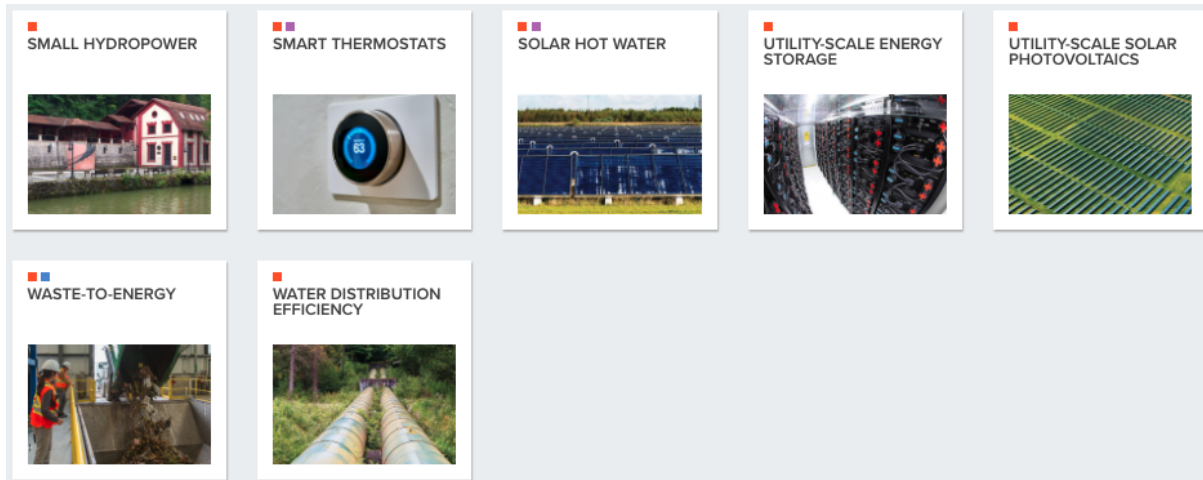 SMALL HYDROPOWER
SMART THERMOSTATS
SOLAR HOT WATER
UTILITY-SCALE ENERGY
STORAGE
UTILITY-SCALE SOLAR
PHOTOVOLTAICS
63
WASTE-TO-ENERGY
WATER DISTRIBUTION
EFFICIENCY